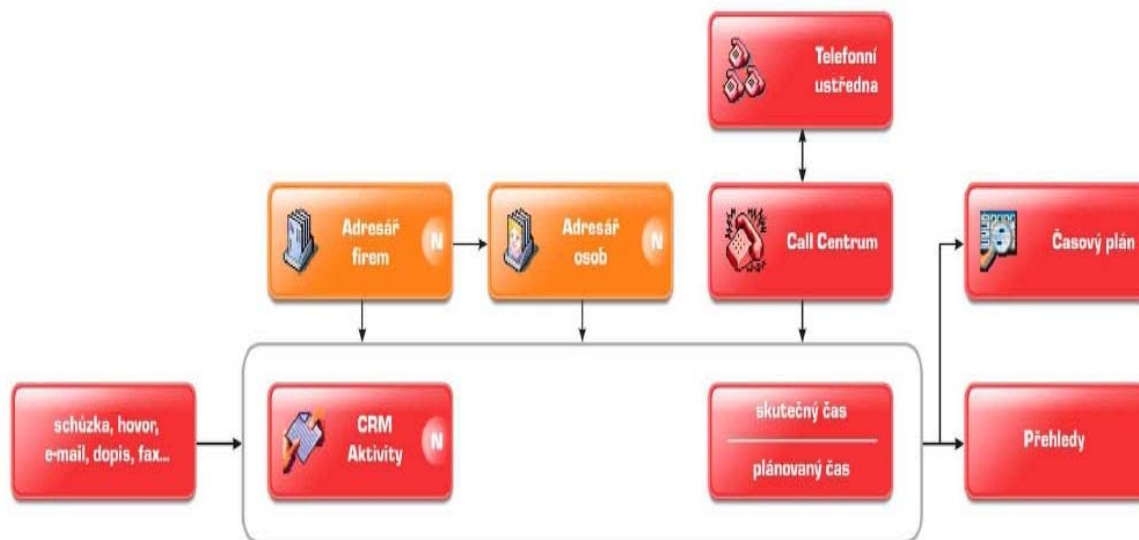 Telefonní
ustředna
Adresář
firem
N
Adresář
osob
N
Call Centrum
Časový plán
schúzka, hovor,
e-mail, dopis, fax...
CRM
Aktivity
N
skutečný čas
plánovaný čas
Přehledy